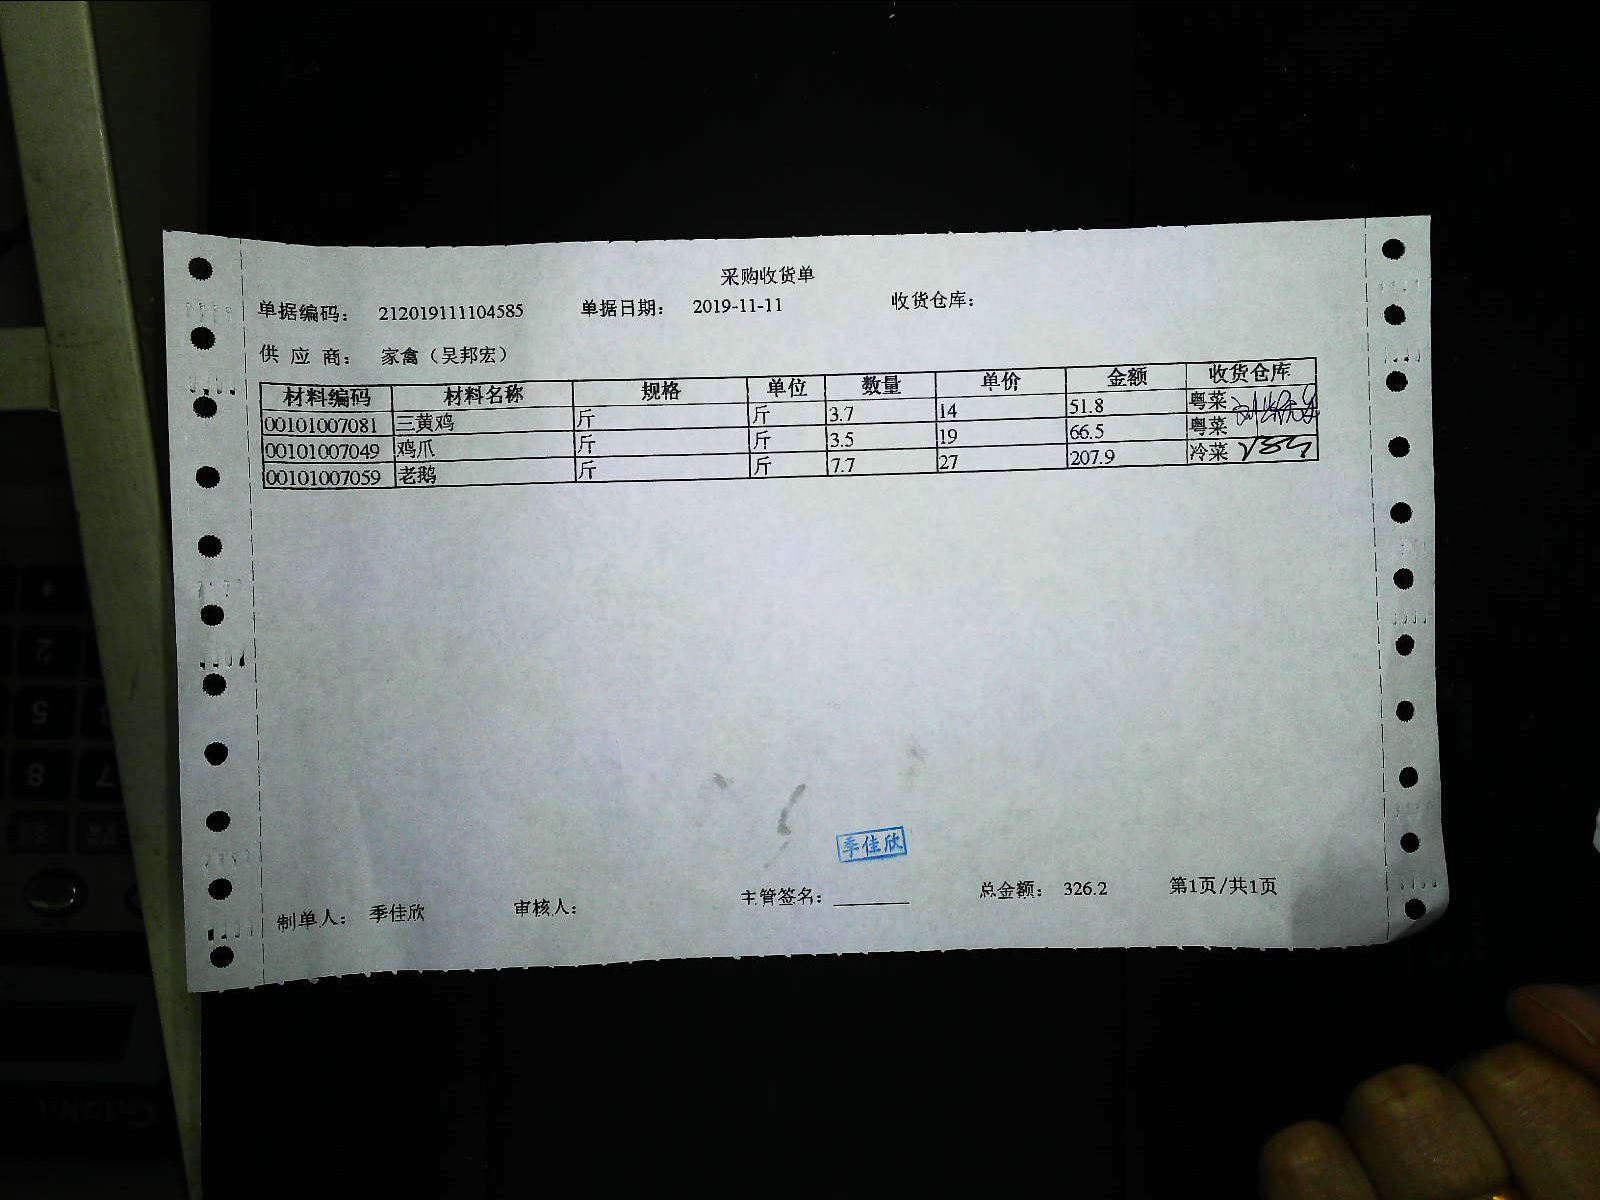 采购收货单
单据编码： 212019111104585 单据日期： 2019-11-11 收货仓库：
供 应 商： 家禽（吴邦宏）
材料编码 材料名称 规格 单位 数量 单价 金额 收货仓库
00101007081 三黄鸡 斤 斤 3.7 14 51.8 粤菜
00101007049 鸡爪 斤 斤 3.5 19 66.5 粤菜
00101007059 老鹅 斤 斤 7.7 27 207.9 冷菜
季佳欣
制单人： 季佳欣 审核人： 主管签名： 总金额： 326.2 第1页/共1页